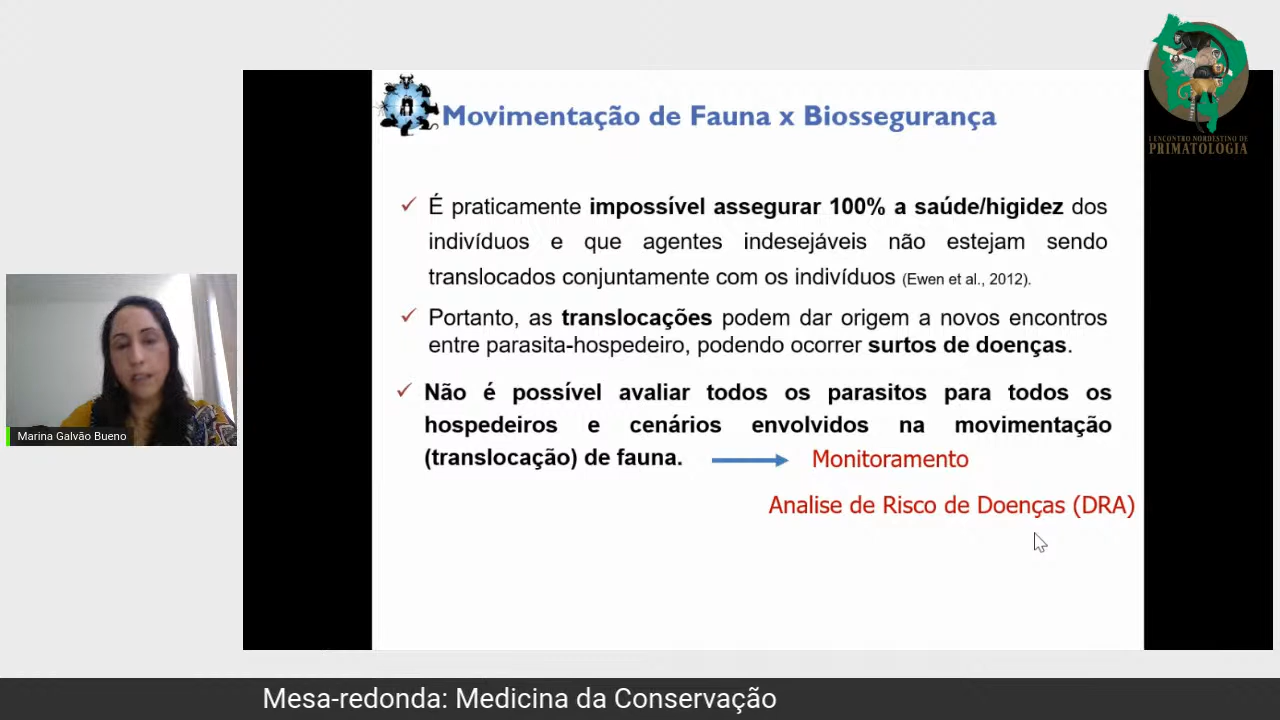 I ENCONTRO NORDESTINO DE
PRIMATOLOGIA
Movimentação de Fauna x Biossegurança
✓ É praticamente impossível assegurar 100% a saúde/higidez dos
indivíduos e que agentes indesejáveis não estejam sendo
translocados conjuntamente com os indivíduos (Ewen et al., 2012).
✓ Portanto, as translocações podem dar origem a novos encontros
entre parasita-hospedeiro, podendo ocorrer surtos de doenças.
✓ Não é possível avaliar todos os parasitos para todos os
hospedeiros e cenários envolvidos na movimentação
(translocação) de fauna. Monitoramento
Analise de Risco de Doenças (DRA)
Marina Galvão Bueno
Mesa-redonda: Medicina da Conservação